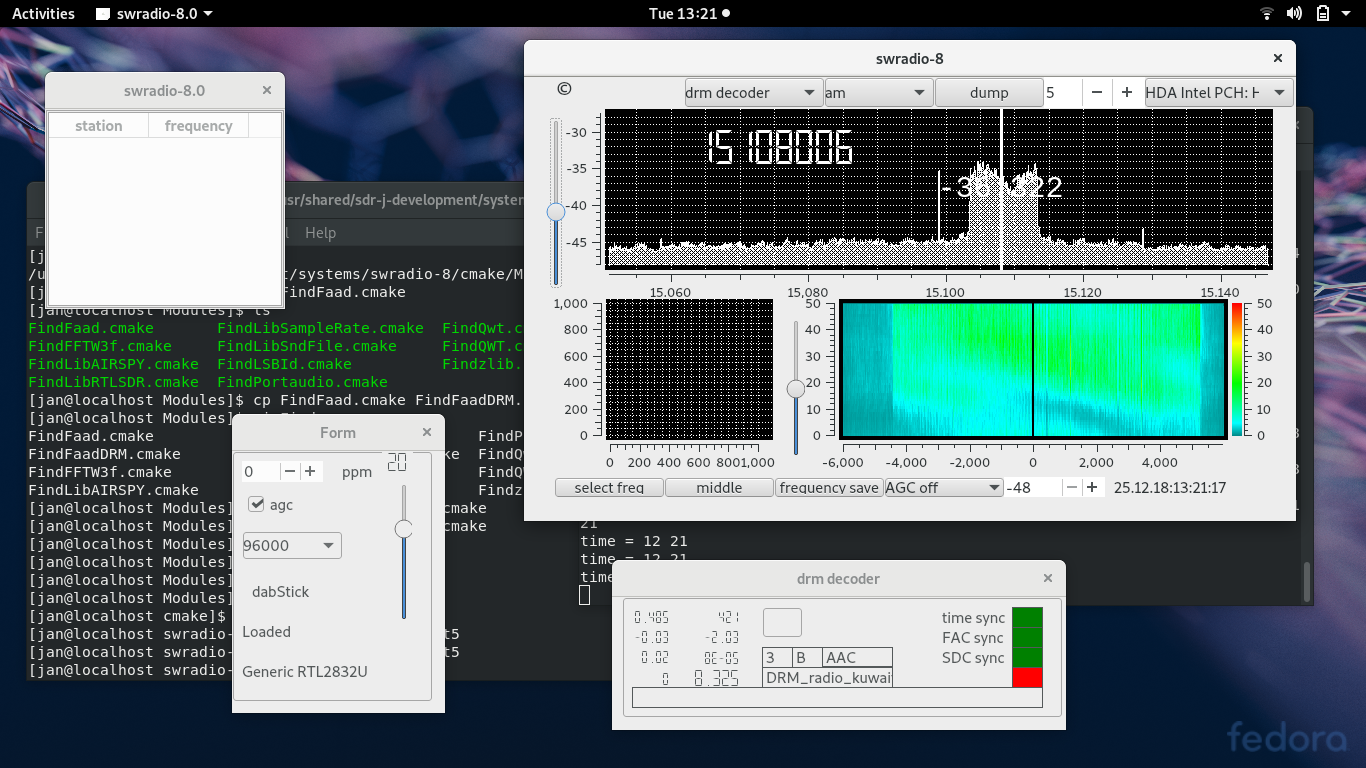 Activities swradio-8.0 Tue 13:21
swradio-8.0
station frequency
swradio-8
©
drm decoder am dump 5 HDA Intel PCH: H
15 108006
-30
-35
-40
-45
15.060 15.080 15.100 15.120 15.140
1,000
800
600
400
200
0
0 200 400 600 800 1,000
50
40
30
20
10
0
-6,000 -4,000 -2,000 0 2,000 4,000
50
40
30
20
10
0
select freq middle frequency save AGC off -48 25.12.18:13:21:17
usr/shared/sdr-j-development/system
Help
t/systems/swradio-8/cmake/M
FindFaad.cmake
[jan@localhost Modules]$ ls
FindFaad.cmake FindLibSampleRate.cmake FindQwt.c
FindFFTW3f.cmake FindLibSndFile.cmake FindQWT.c
FindLibAIRSPY.cmake FindLSBId.cmake Findzlib.
FindLibRTLSDR.cmake FindPortaudio.cmake
[jan@localhost Modules]$ cp FindFaad.cmake FindFaadDRM.
[jan@localhost Modules]
FindFaad.cmake FindP
FindFaadDRM.cmake cmake FindQ
FindFFTW3f.cmake FindQ
FindLibAIRSPY.cmake Findz
[jan@localhost Modules] cmake
[jan@localhost Modules] cmake
[jan@localhost Modules]
[jan@localhost Modules]
[jan@localhost Modules]
[jan@localhost Modules]
[jan@localhost cmake]$
[jan@localhost swradio- t5
[jan@localhost swradio- t5
[jan@localhost swradio-
Form
0 ppm 20
agc
96000
dabStick
Loaded
Generic RTL2832U
21
time = 12 21
time = 12 21
time
drm decoder
0.485 421 time sync
-0.03 -2.03 FAC sync
0.02 8E-05 3 B AAC SDC sync
0 8.325 DRM_radio_kuwai
fedora